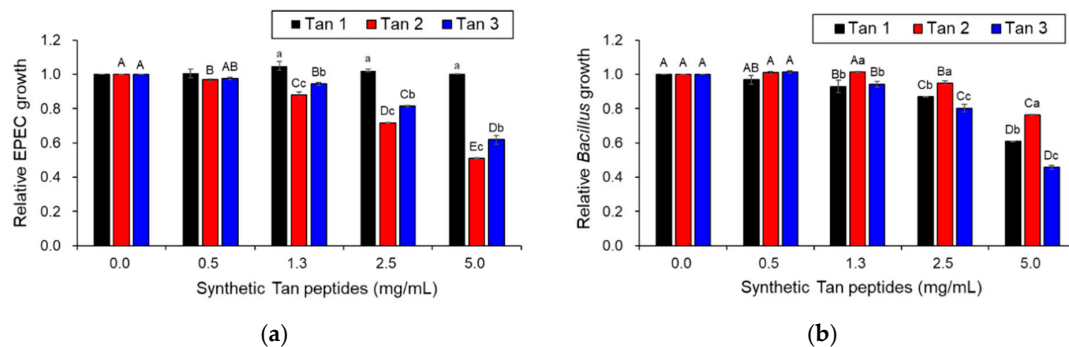 Tan 1 Tan 2 Tan 3
Relative EPEC growth
1.2
1.0
0.8
0.6
0.4
0.2
0.0
A A
B AB
a Cc Bb
a Dc Cb
a Ec Db
0.0 0.5 1.3 2.5 5.0
Synthetic Tan peptides (mg/mL)
(a)
Tan 1 Tan 2 Tan 3
Relative Bacillus growth
1.2
1.0
0.8
0.6
0.4
0.2
0.0
A A A
AB A A
Bb Aa Bb
Cb Ba Cc
Db Ca Dc
0.0 0.5 1.3 2.5 5.0
Synthetic Tan peptides (mg/mL)
(b)